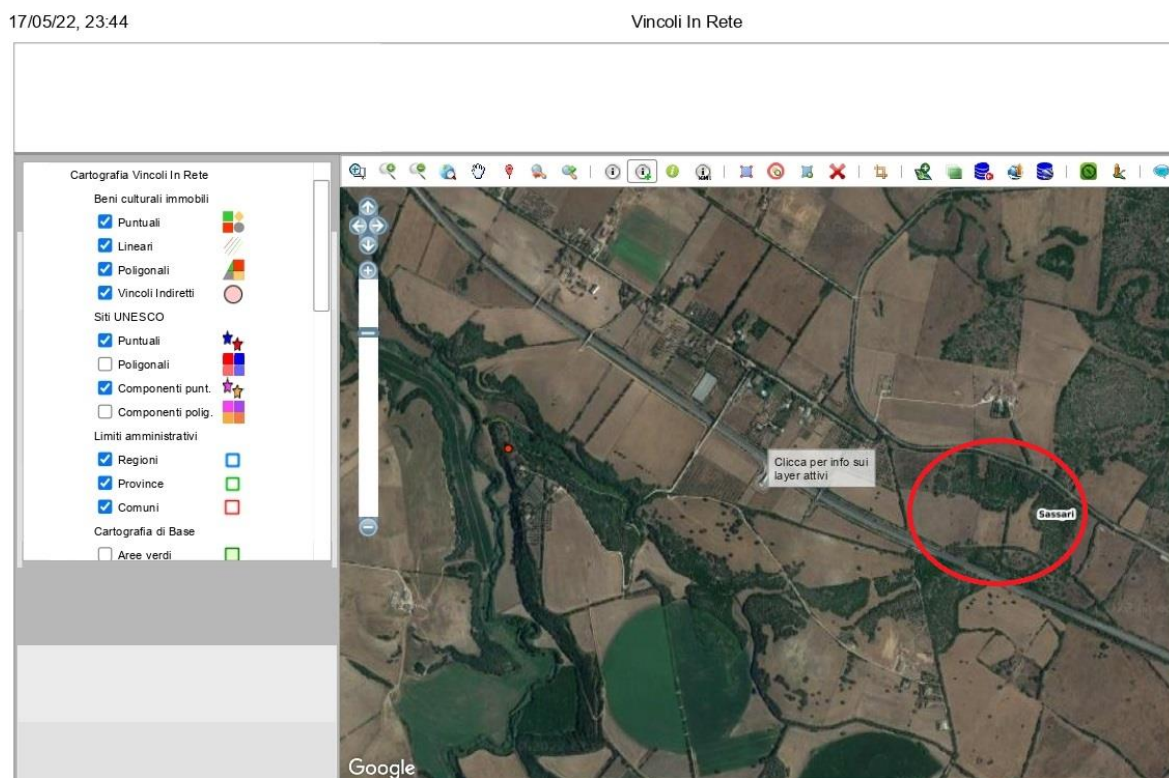 17/05/22, 23:44
Vincoli In Rete
Cartografia Vincoli In Rete
Beni culturali immobili
Puntuali
Lineari
Poligonali
Vincoli Indiretti
Siti UNESCO
Puntuali
Poligonali
Componenti punt.
Componenti polig.
Limiti amministrativi
Regioni
Province
Comuni
Cartografia di Base
Aree verdi
Clicca per info sui
layer attivi
Sassari
Google